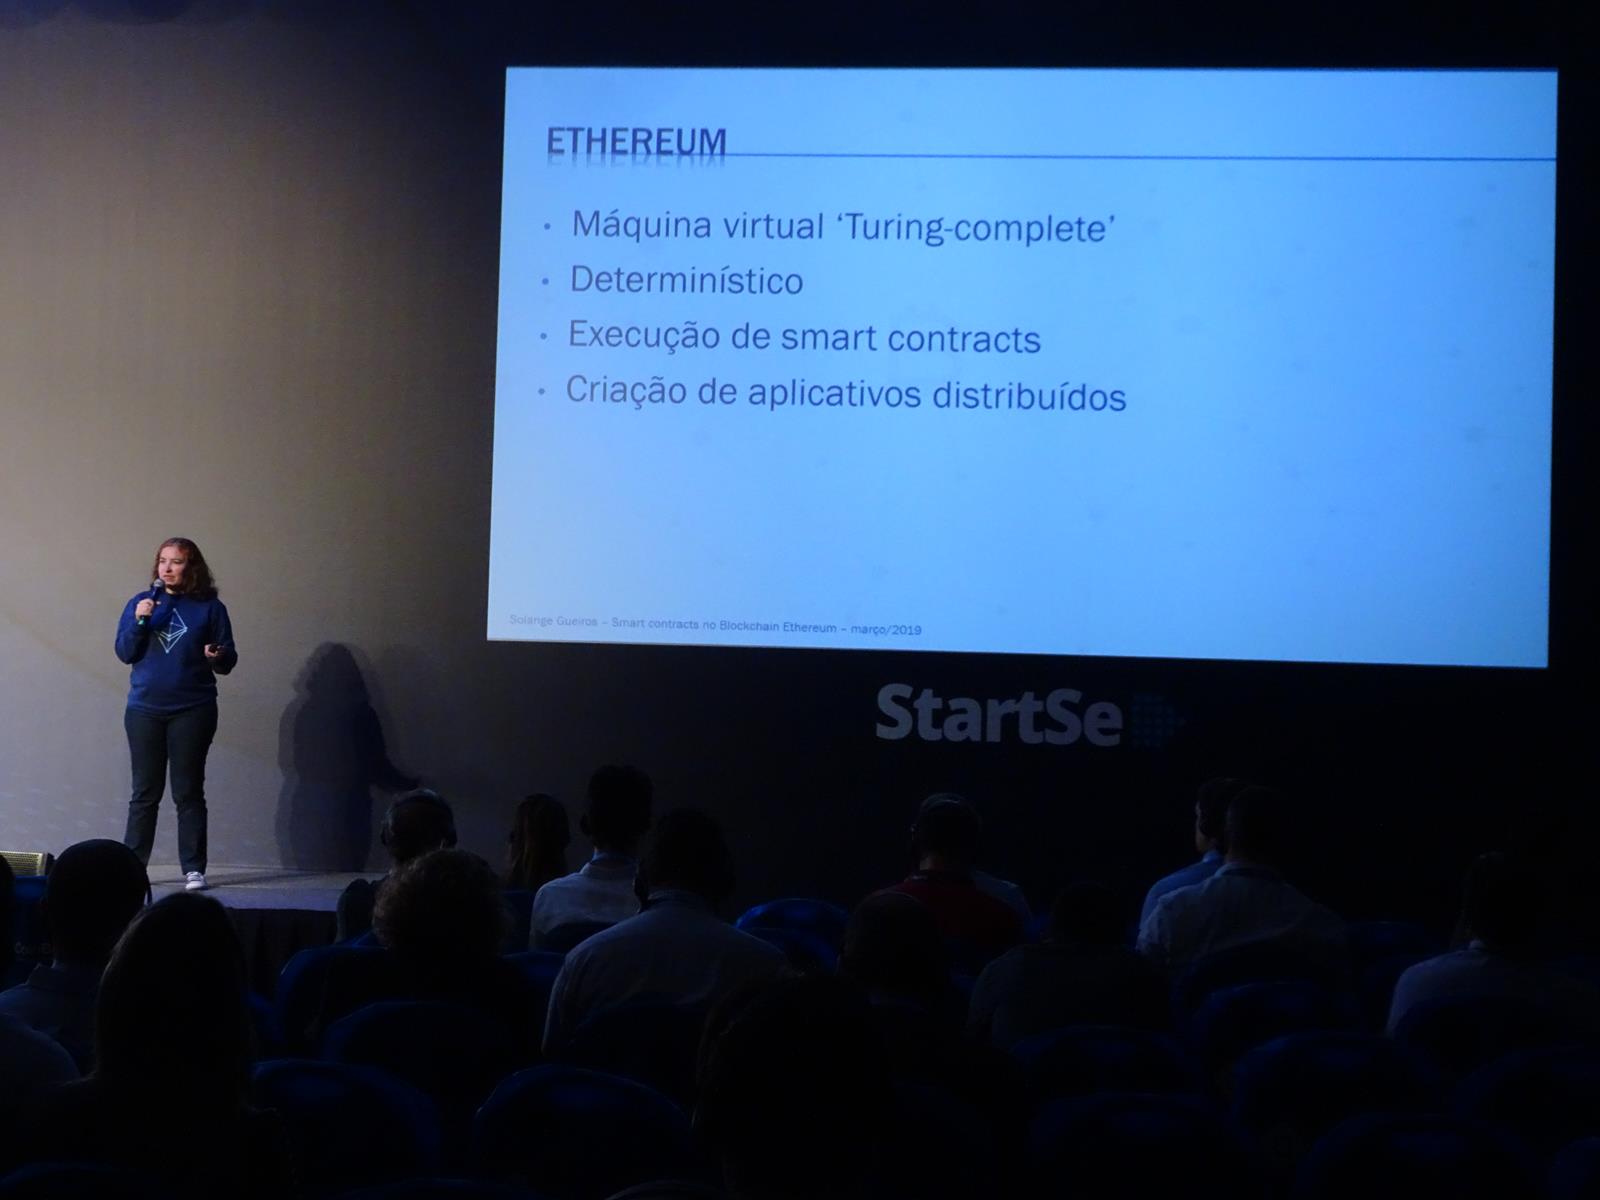 ETHEREUM
• Máquina virtual ‘Turing-complete’
• Determinístico
• Execução de smart contracts
• Criação de aplicativos distribuídos
Solange Gueiros – Smart contracts no Blockchain Ethereum – março/2019
StartSe